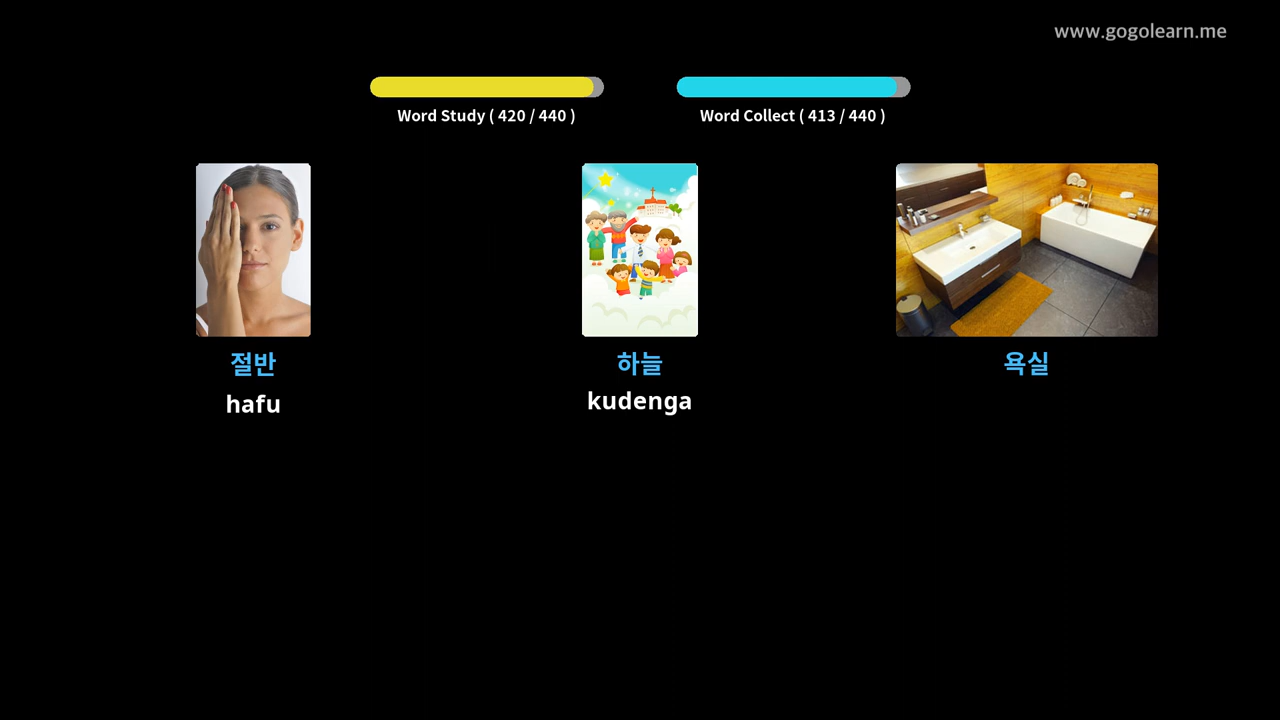 www.gogolearn.me
Word Study ( 420 / 440 )
Word Collect ( 413 / 440 )
절반
하늘
욕실
hafu
kudenga